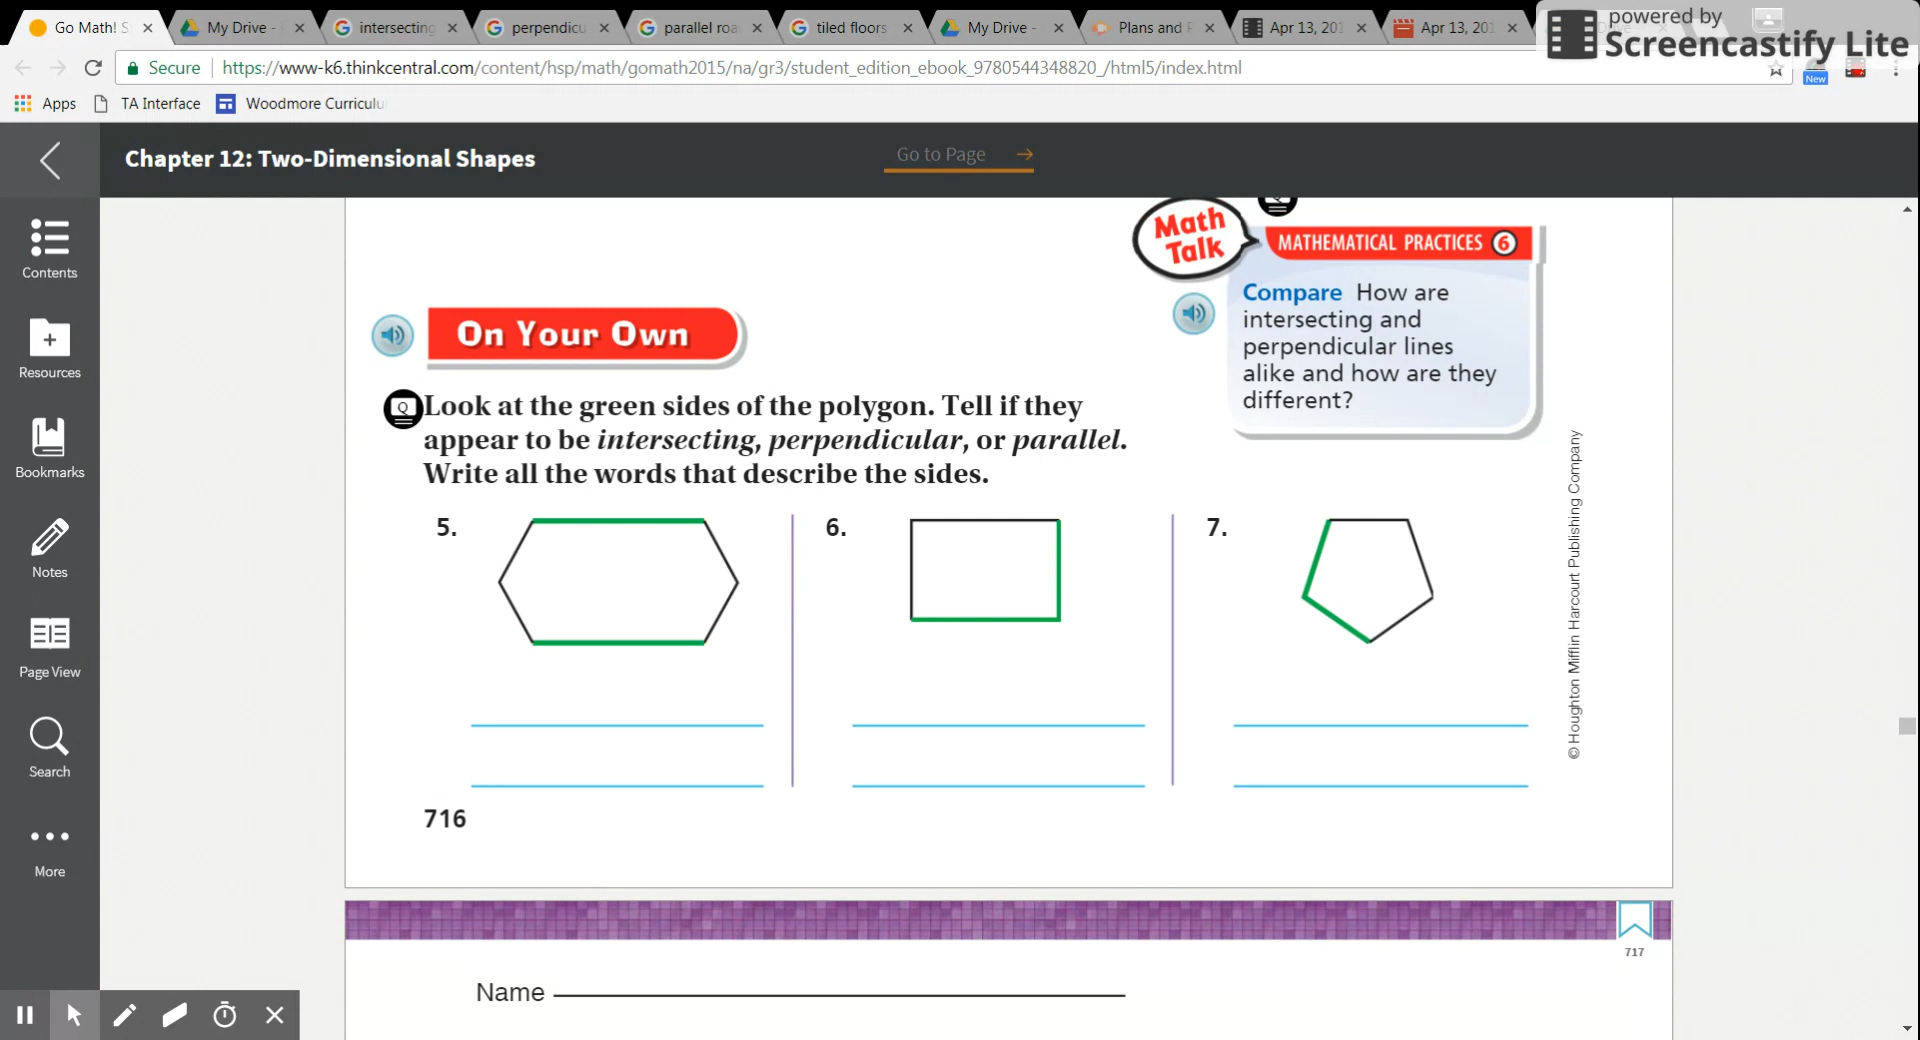 Go Math! S
My Drive -
intersecting
perpendicu
parallel roa
tiled floors
My Drive -
Plans and
Apr 13, 201
Apr 13, 201
powered by
Screencastify Lite
Secure
https://www-k6.thinkcentral.com/content/hsp/math/gomath2015/na/gr3/student_edition_ebook_9780544348820_/html5/index.html
New
Apps
TA Interface
Woodmore Curriculu
Chapter 12: Two-Dimensional Shapes
Go to Page
Contents
Resources
Bookmarks
Notes
Page View
Search
More
Math
Talk
MATHEMATICAL PRACTICES 6
Compare How are
intersecting and
perpendicular lines
alike and how are they
different?
On Your Own
Q
Look at the green sides of the polygon. Tell if they
appear to be intersecting, perpendicular, or parallel.
Write all the words that describe the sides.
5.
6.
7.
© Houghton Mifflin Harcourt Publishing Company
716
717
Name